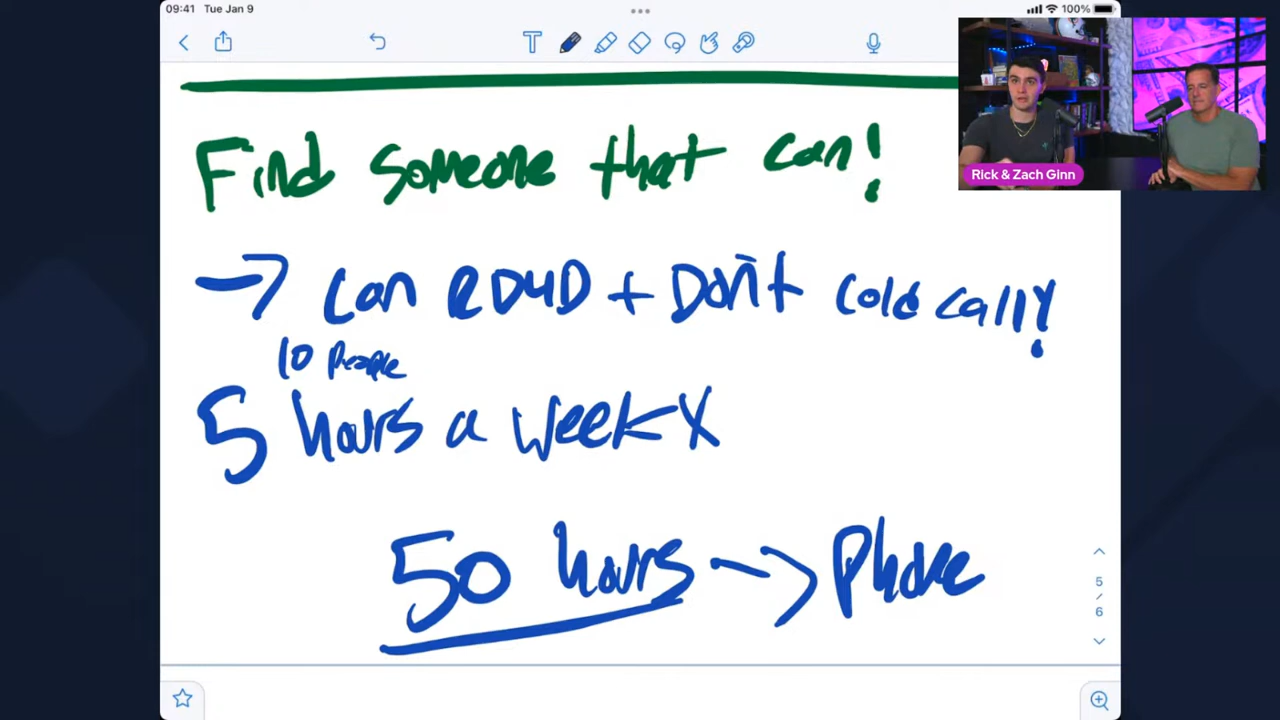 09:41 Tue Jan 9
100%
T
Rick & Zach Ginn
Find someone that can!
→ Can RD4D + Don't cold call!
10 People
5 hours a week X
50 hours → Phone
5
/
6